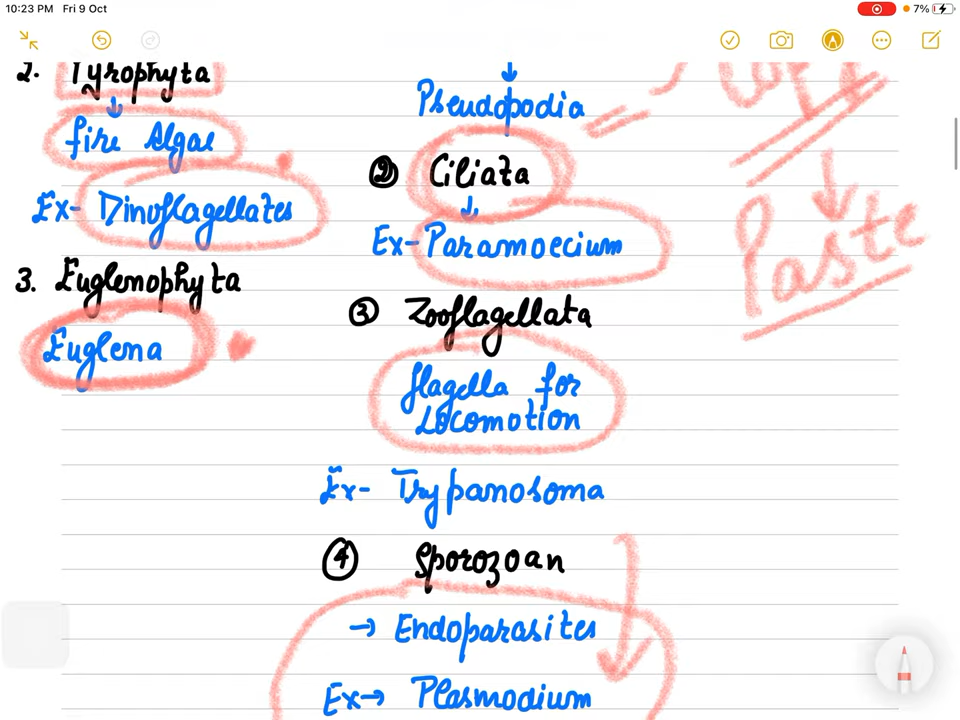 10:23 PM Fri 9 Oct
7%
2. Pyrophyta
fire Algae
Ex- Dinoflagellates
3. Euglenophyta
Euglena
Pseudopodia
② Ciliata
Ex- Paramoecium
③ Zooflagellata
flagella for
Locomotion
Ex- Trypanosoma
④ Sporozoan
→ Endoparasites
Ex→ Plasmodium
Paste